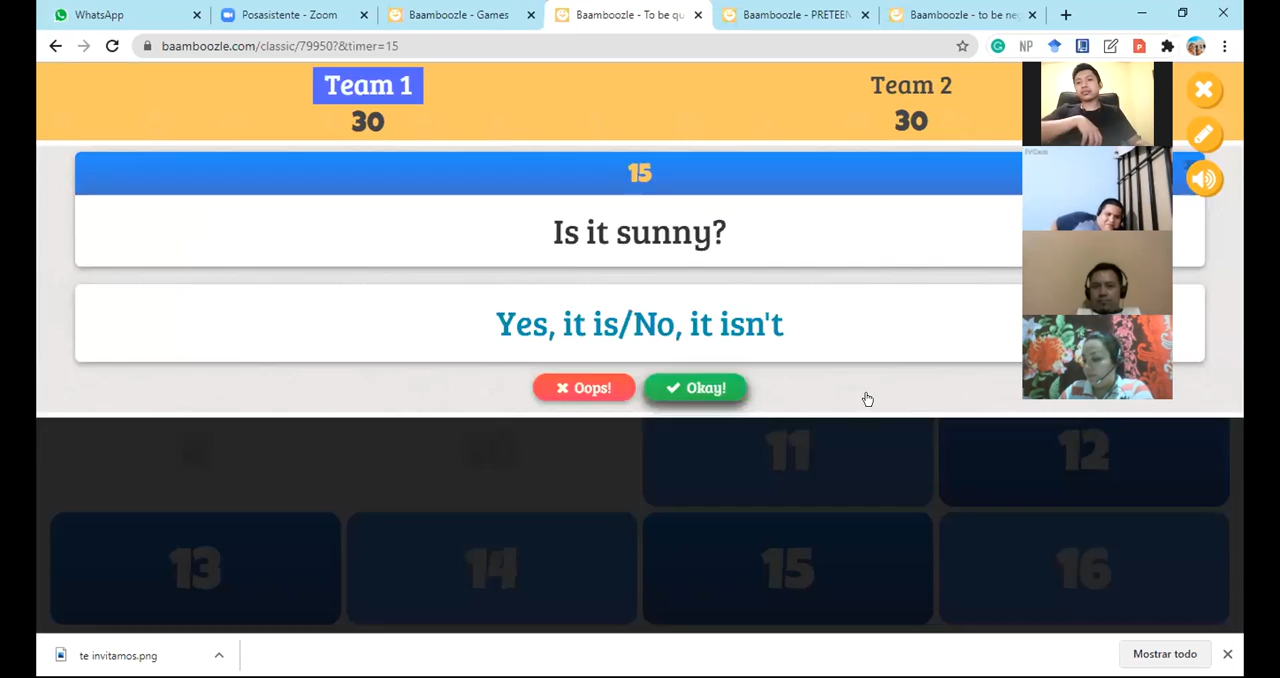 WhatsApp
Posasistente - Zoom
Baamboozle - Games
Baamboozle - To be qu
Baamboozle - PRETEEN
Baamboozle - to be ne
baamboozle.com/classic/79950?&timer=15
NP
Team 1
30
Team 2
30
15
Is it sunny?
Yes, it is/No, it isn't
Oops!
Okay!
11
12
13
14
15
16
te invitamos.png
Mostrar todo